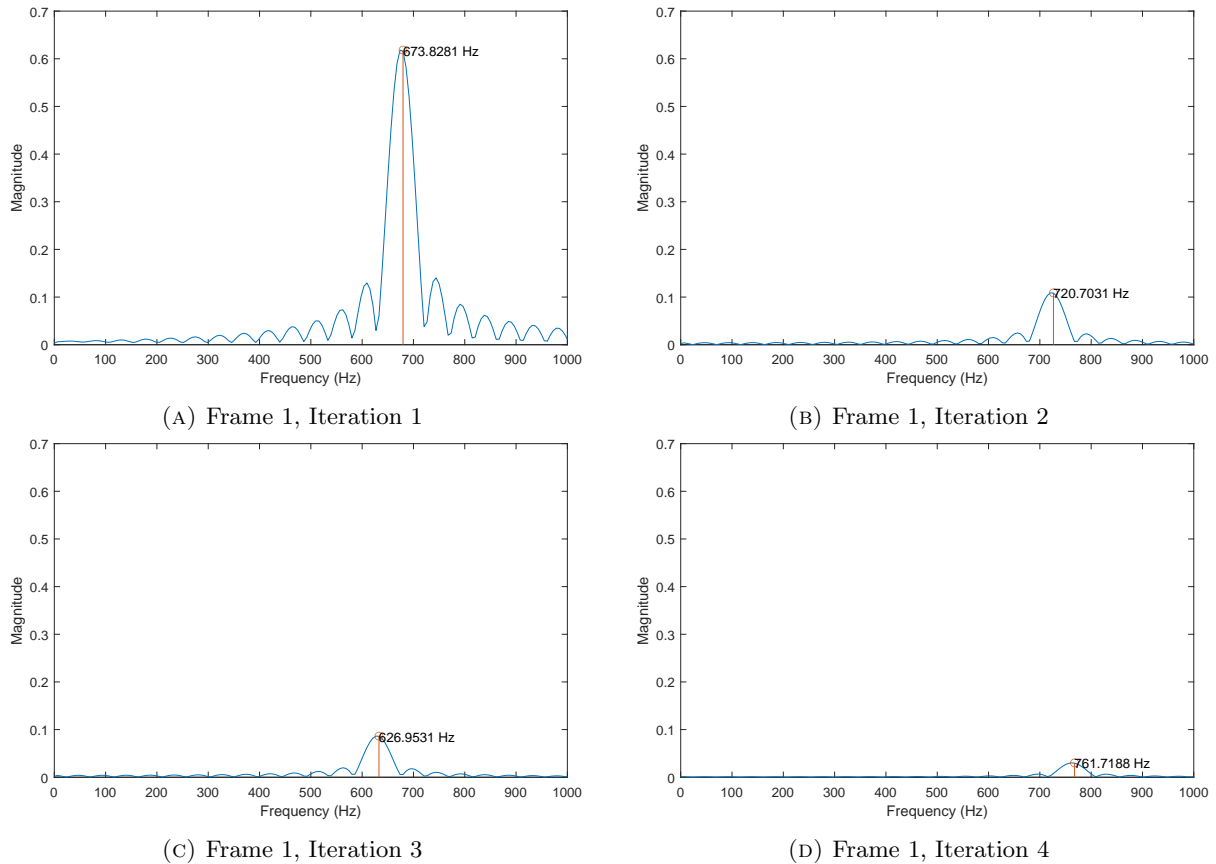 0.7
0.6
0.5
0.4
0.3
0.2
0.1
0
Magnitude
673.8281 Hz
0 100 200 300 400 500 600 700 800 900 1000
Frequency (Hz)
(A) Frame 1, Iteration 1
0.7
0.6
0.5
0.4
0.3
0.2
0.1
0
Magnitude
720.7031 Hz
0 100 200 300 400 500 600 700 800 900 1000
Frequency (Hz)
(B) Frame 1, Iteration 2
0.7
0.6
0.5
0.4
0.3
0.2
0.1
0
Magnitude
626.9531 Hz
0 100 200 300 400 500 600 700 800 900 1000
Frequency (Hz)
(C) Frame 1, Iteration 3
0.7
0.6
0.5
0.4
0.3
0.2
0.1
0
Magnitude
761.7188 Hz
0 100 200 300 400 500 600 700 800 900 1000
Frequency (Hz)
(D) Frame 1, Iteration 4